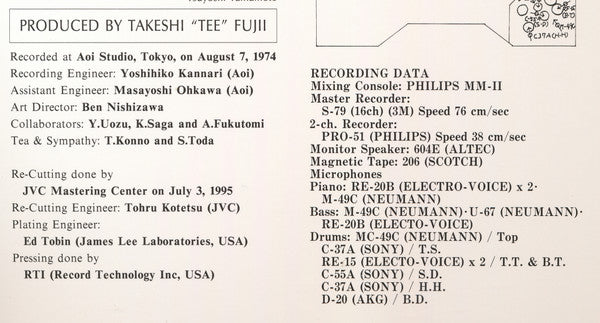 PRODUCED BY TAKESHI “TEE” FUJII
Recorded at Aoi Studio, Tokyo, on August 7, 1974
Recording Engineer: Yoshihiko Kannari (Aoi)
Assistant Engineer: Masayoshi Ohkawa (Aoi)
Art Director: Ben Nishizawa
Collaborators: Y.Uozu, K.Saga and A.Fukutomi
Tea & Sympathy: T.Konno and S.Toda
Re-Cutting done by
JVC Mastering Center on July 3, 1995
Re-Cutting Engineer: Tohru Kotetsu (JVC)
Plating Engineer:
Ed Tobin (James Lee Laboratories, USA)
Pressing done by
RTI (Record Technology Inc, USA)
C37A(H·H)
RECORDING DATA
Mixing Console: PHILIPS MM-II
Master Recorder:
S-79 (16ch) (3M) Speed 76 cm/sec
2-ch. Recorder:
PRO-51 (PHILIPS) Speed 38 cm/sec
Monitor Speaker: 604E (ALTEC)
Magnetic Tape: 206 (SCOTCH)
Microphones
Piano: RE-20B (ELECTRO-VOICE) x 2·
M-49C (NEUMANN)
Bass: M-49C (NEUMANN)·U-67 (NEUMANN)·
RE-20B (ELECTO-VOICE)
Drums: MC-49C (NEUMANN) / Top
C-37A (SONY) / T.S.
RE-15 (ELECTO-VOICE) x 2 / T.T. & B.T.
C-55A (SONY) / S.D.
C-37A (SONY) / H.H.
D-20 (AKG) / B.D.